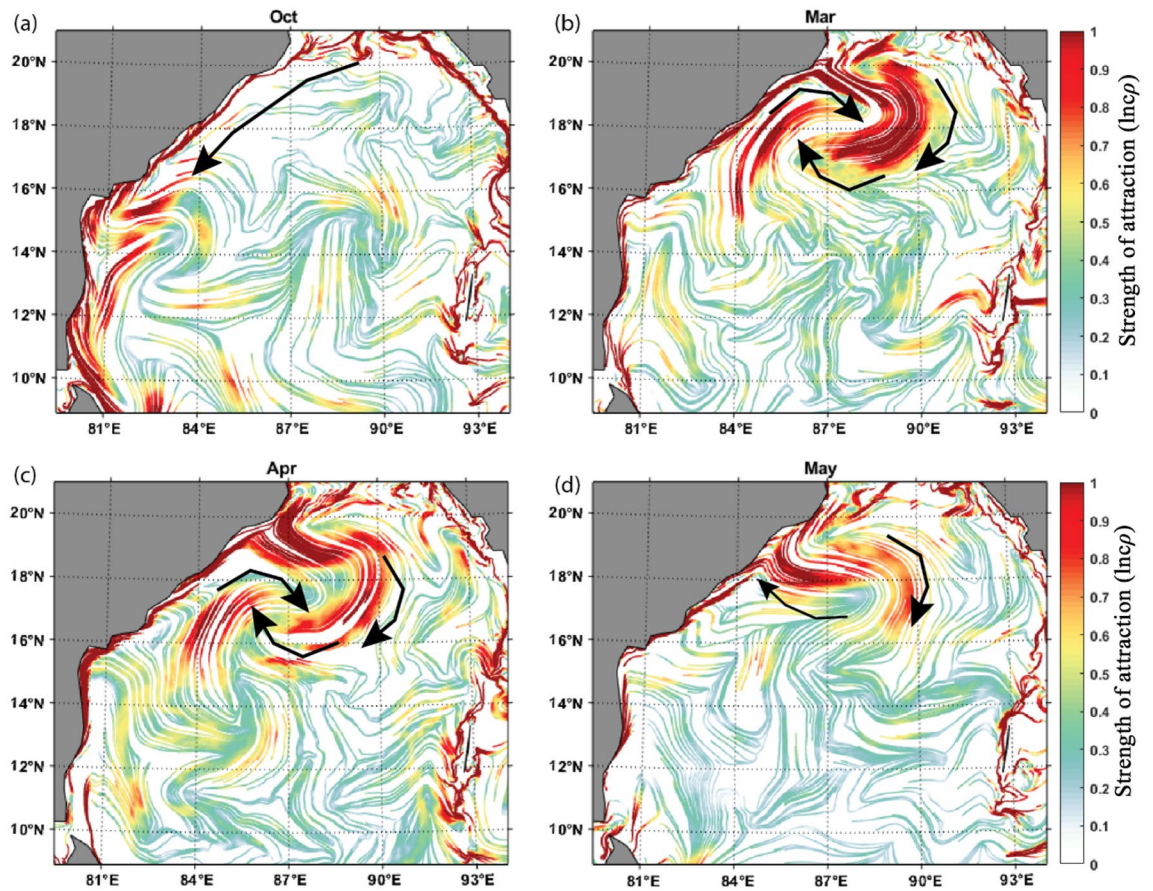 (a)
Oct
20°N
18°N
16°N
14°N
12°N
10°N
81°E 84°E 87°E 90°E 93°E
(b)
Mar
20°N
18°N
16°N
14°N
12°N
10°N
81°E 84°E 87°E 90°E 93°E
1
0.9
0.8
0.7
0.6
0.5
0.4
0.3
0.2
0.1
0
Strength of attraction (lncρ)
(c)
Apr
20°N
18°N
16°N
14°N
12°N
10°N
81°E 84°E 87°E 90°E 93°E
(d)
May
20°N
18°N
16°N
14°N
12°N
10°N
81°E 84°E 87°E 90°E 93°E
1
0.9
0.8
0.7
0.6
0.5
0.4
0.3
0.2
0.1
0
Strength of attraction (lncρ)